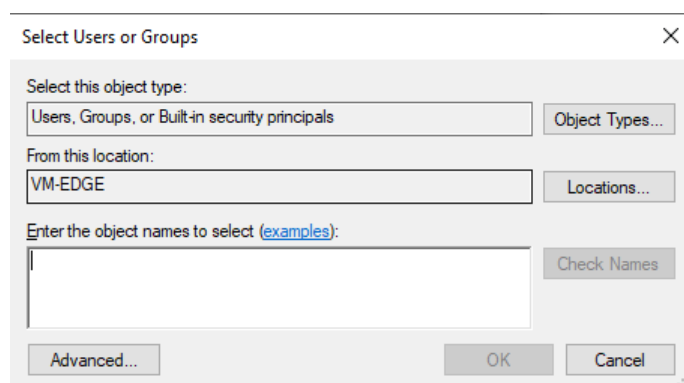 Select Users or Groups
Select this object type:
Users, Groups, or Built-in security principals
Object Types...
From this location:
VM-EDGE
Locations...
Enter the object names to select (examples):
Check Names
Advanced...
OK
Cancel